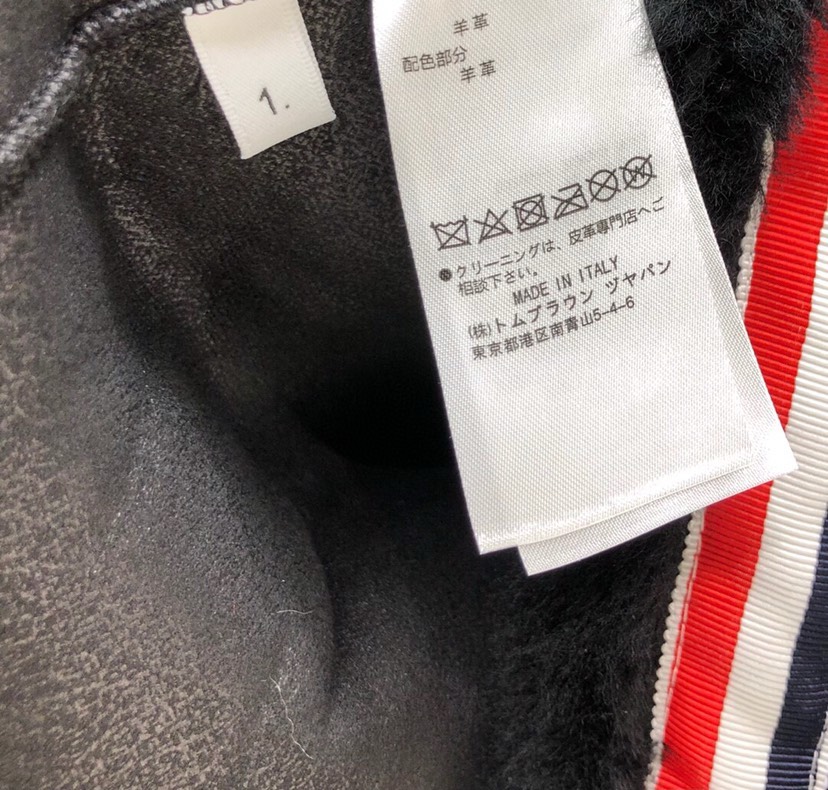 1.
羊革
配色部分
羊革
●クリーニングは、皮革専門店へご
相談下さい。
MADE IN ITALY
(株)トムブラウン ヅヤパン
東京都港区南青山5-4-6